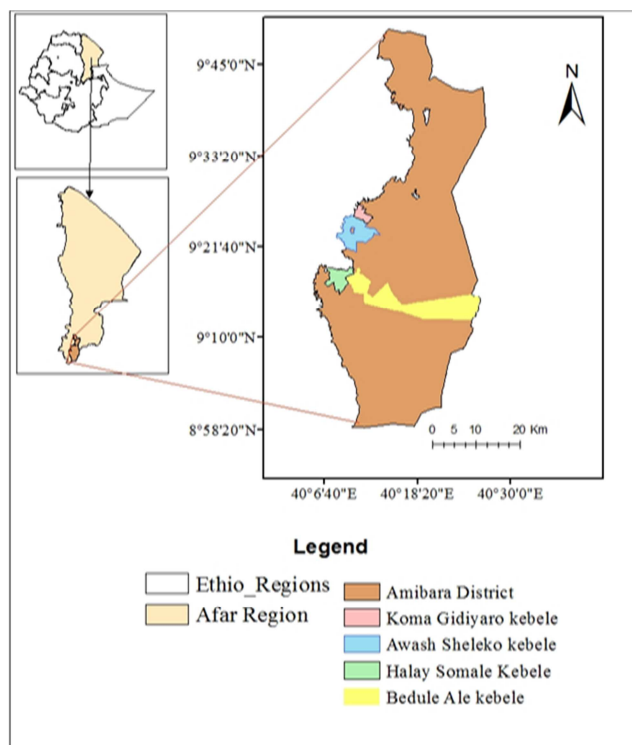 N
9°45'0"N
9°33'20"N
9°21'40"N
9°10'0"N
8°58'20"N
0 5 10 20 Km
40°6'40"E 40°18'20"E 40°30'0"E
Legend
Ethio_Regions
Afar Region
Amibara District
Koma Gidiyaro kebele
Awash Sheleko kebele
Halay Somale Kebele
Bedule Ale kebele